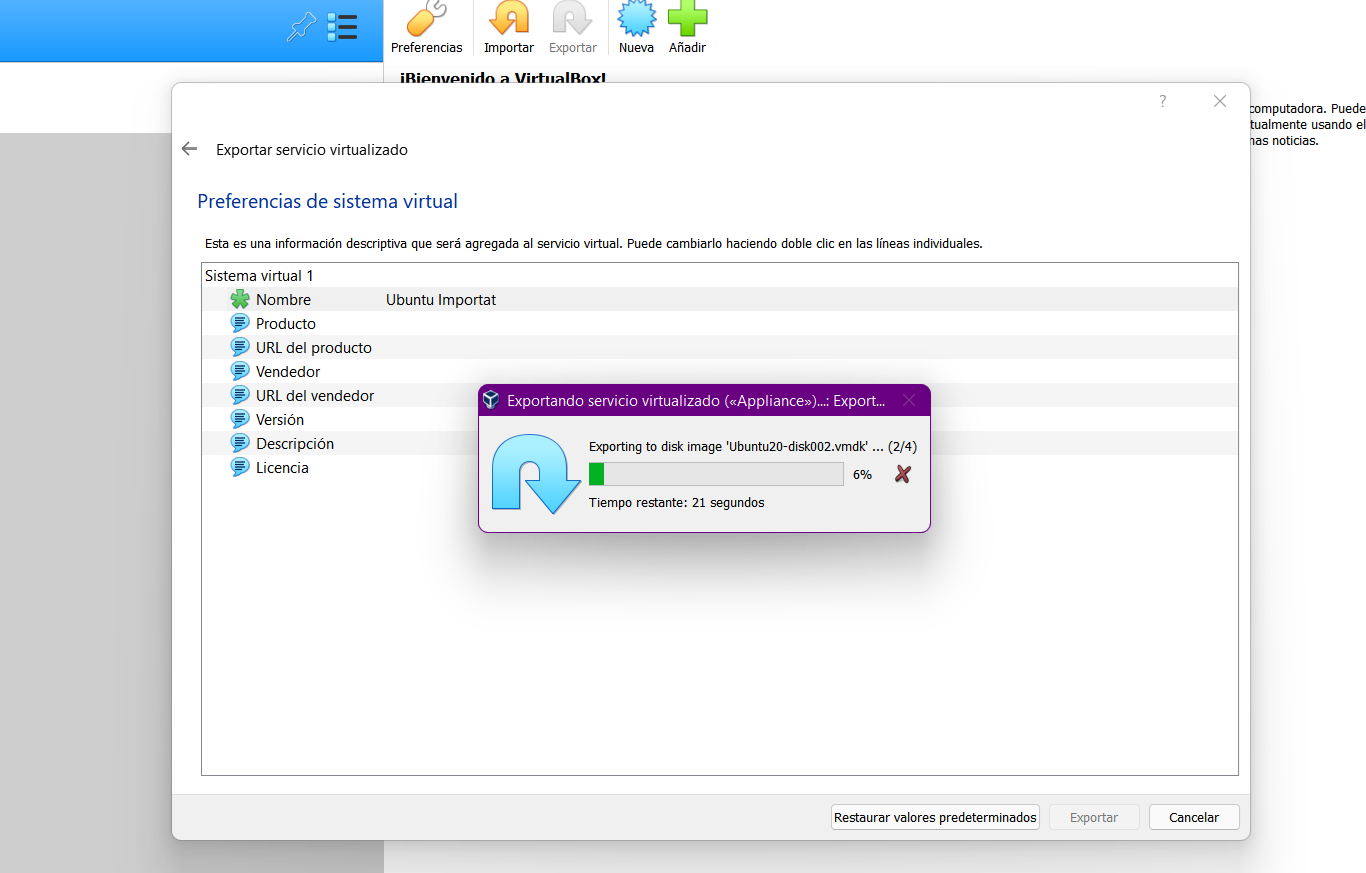 Preferencias
Importar
Exportar
Nueva
Añadir
¡Bienvenido a VirtualBox!
computadora. Puede
tualmente usando el
nas noticias.
?
Exportar servicio virtualizado
Preferencias de sistema virtual
Esta es una información descriptiva que será agregada al servicio virtual. Puede cambiarlo haciendo doble clic en las líneas individuales.
Sistema virtual 1
Nombre Ubuntu Importat
Producto
URL del producto
Vendedor
URL del vendedor
Versión
Descripción
Licencia
Exportando servicio virtualizado («Appliance»)...: Export...
Exporting to disk image 'Ubuntu20-disk002.vmdk' ... (2/4)
6%
Tiempo restante: 21 segundos
Restaurar valores predeterminados
Exportar
Cancelar